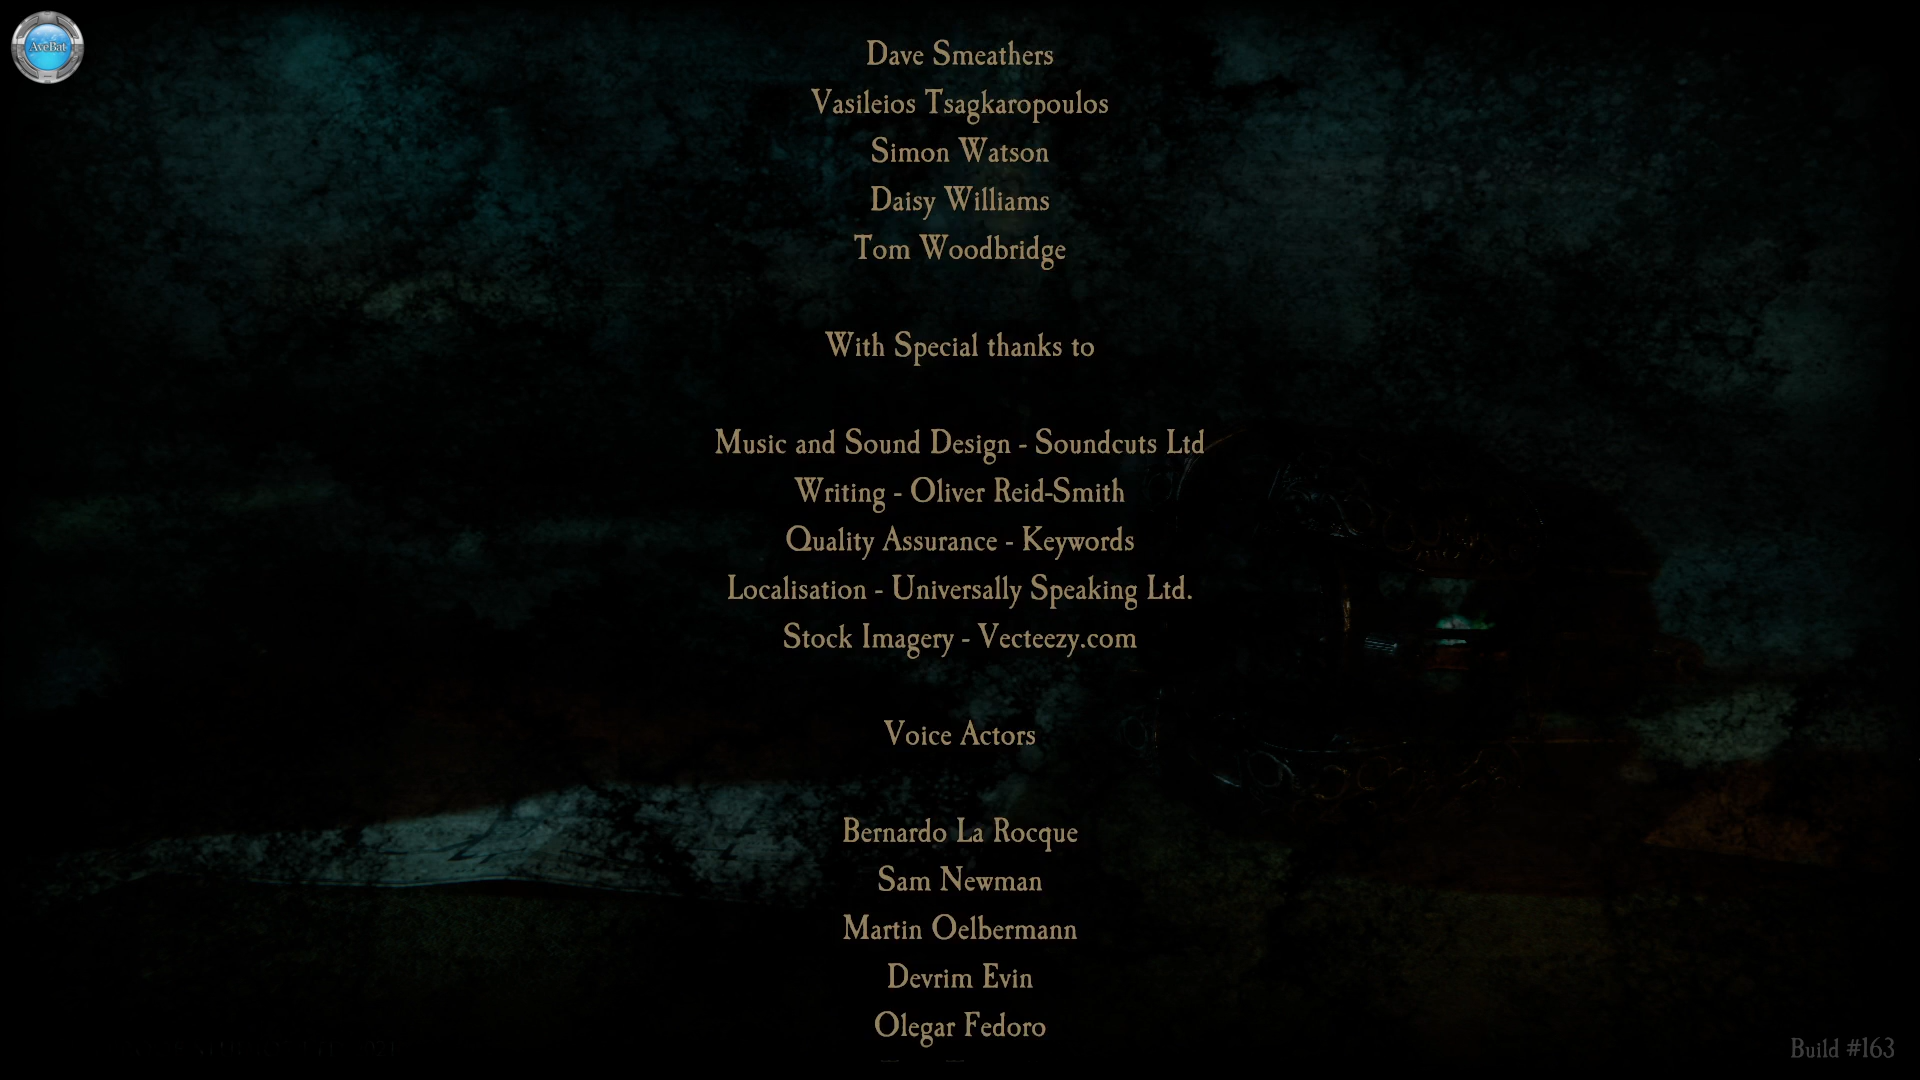 AveBat
Dave Smeathers
Vasileios Tsagkaropoulos
Simon Watson
Daisy Williams
Tom Woodbridge
With Special thanks to
Music and Sound Design - Soundcuts Ltd
Writing - Oliver Reid-Smith
Quality Assurance - Keywords
Localisation - Universally Speaking Ltd.
Stock Imagery - Vecteezy.com
Voice Actors
Bernardo La Rocque
Sam Newman
Martin Oelbermann
Devrim Evin
Olegar Fedoro
Build #163